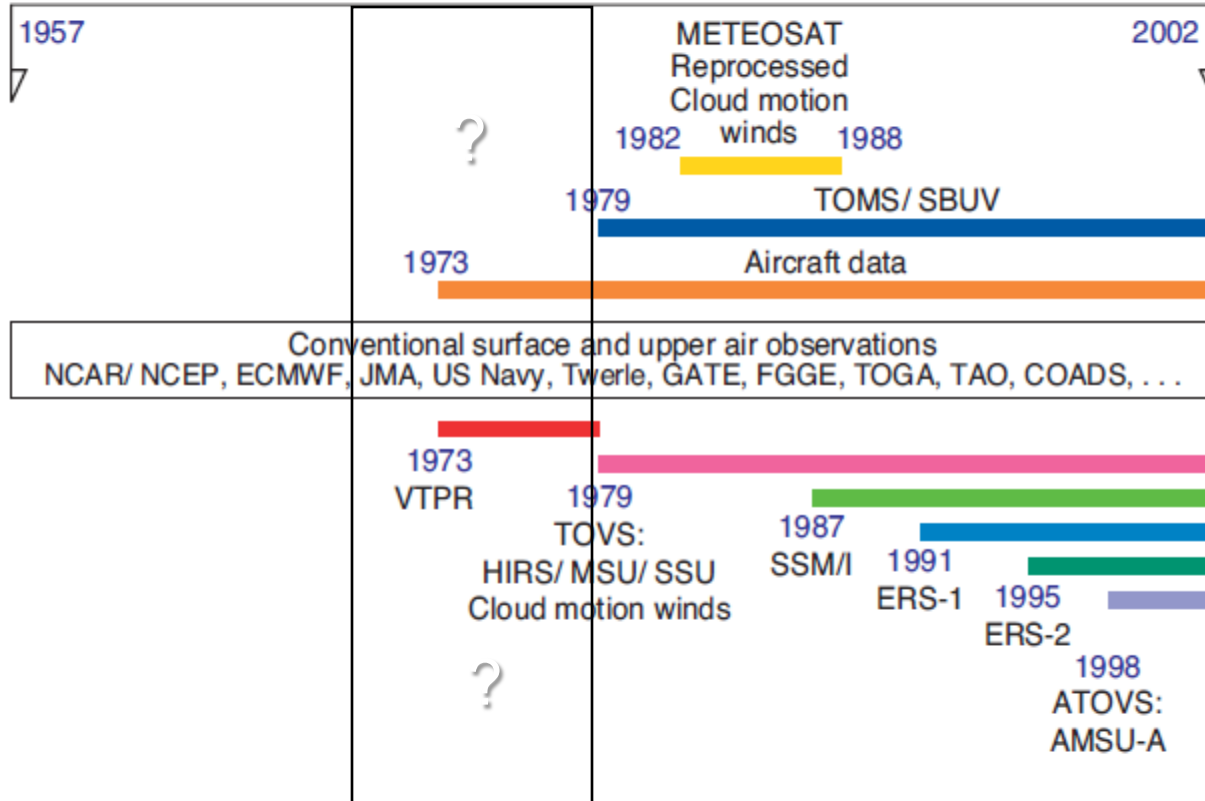 1957
METEOSAT
2002
Reprocessed
Cloud motion
winds
1982
1988
?
1979
TOMS/ SBUV
1973
Aircraft data
Conventional surface and upper air observations
NCAR/ NCEP, ECMWF, JMA, US Navy, Twerle, GATE, FGGE, TOGA, TAO, COADS, . . .
1973
VTPR
1979
TOVS:
HIRS/ MSU/ SSU
Cloud motion winds
1987
SSM/I
1991
ERS-1
1995
ERS-2
1998
ATOVS:
AMSU-A
?